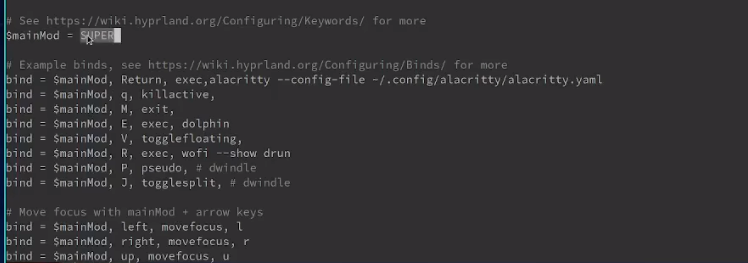 # See https://wiki.hyprland.org/Configuring/Keywords/ for more
$mainMod = SUPER
# Example binds, see https://wiki.hyprland.org/Configuring/Binds/ for more
bind = $mainMod, Return, exec,alacritty --config-file ~/.config/alacritty/alacritty.yaml
bind = $mainMod, q, killactive,
bind = $mainMod, M, exit,
bind = $mainMod, E, exec, dolphin
bind = $mainMod, V, togglefloating,
bind = $mainMod, R, exec, wofi --show drun
bind = $mainMod, P, pseudo, # dwindle
bind = $mainMod, J, togglesplit, # dwindle
# Move focus with mainMod + arrow keys
bind = $mainMod, left, movefocus, l
bind = $mainMod, right, movefocus, r
bind = $mainMod, up, movefocus, u